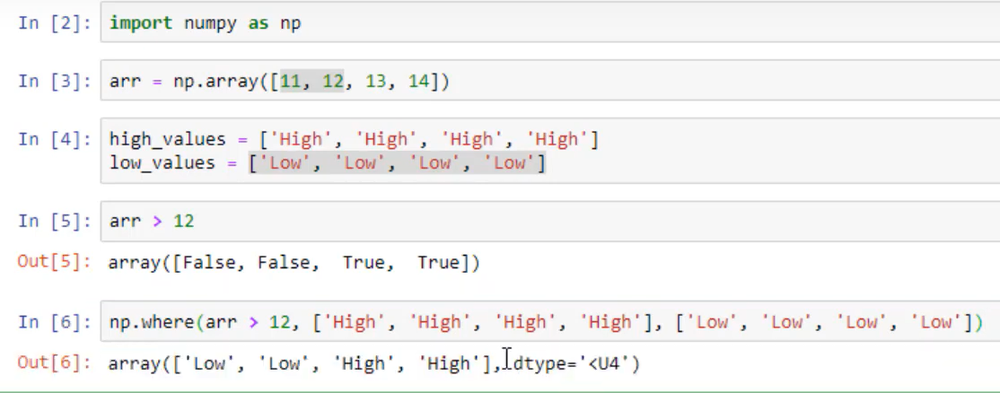 In [2]: import numpy as np
In [3]: arr = np.array([11, 12, 13, 14])
In [4]: high_values = ['High', 'High', 'High', 'High']
low_values = ['Low', 'Low', 'Low', 'Low']
In [5]: arr > 12
Out[5]: array([False, False,  True,  True])
In [6]: np.where(arr > 12, ['High', 'High', 'High', 'High'], ['Low', 'Low', 'Low', 'Low'])
Out[6]: array(['Low', 'Low', 'High', 'High'], dtype='<U4')